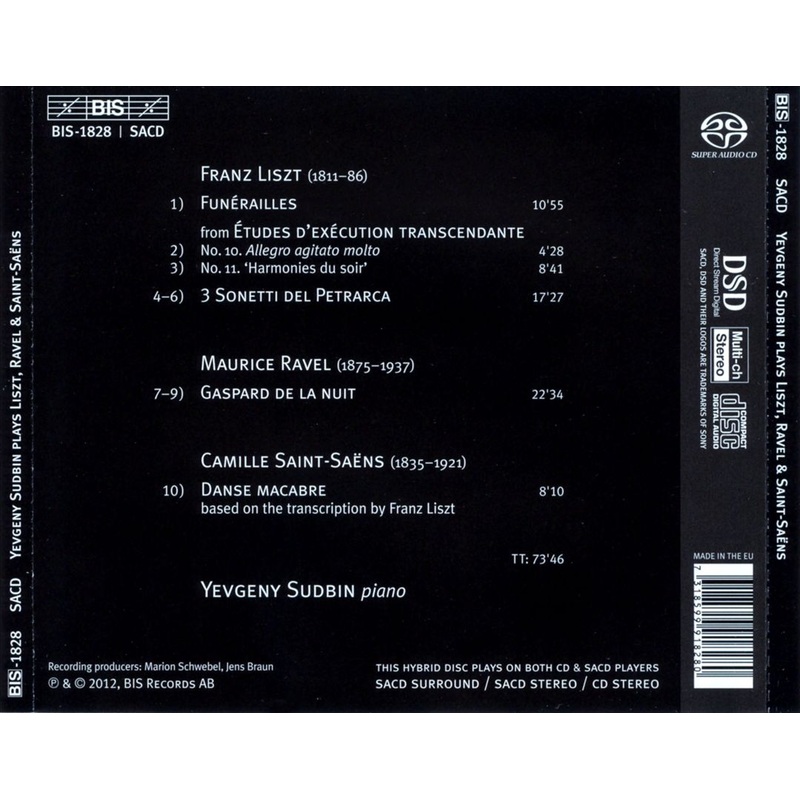 BIS
BIS-1828 | SACD
FRANZ LISZT (1811–86)
1) FUNÉRAILLES 10'55
from ÉTUDES D'EXÉCUTION TRANSCENDANTE
2) No. 10. Allegro agitato molto 4'28
3) No. 11. ‘Harmonies du soir’ 8'41
4–6) 3 SONETTI DEL PETRARCA 17'27
MAURICE RAVEL (1875–1937)
7–9) GASPARD DE LA NUIT 22'34
CAMILLE SAINT-SAËNS (1835–1921)
10) DANSE MACABRE 8'10
based on the transcription by Franz Liszt
TT: 73'46
YEVGENY SUDBIN piano
Recording producers: Marion Schwebel, Jens Braun
℗ & © 2012, BIS RECORDS AB
THIS HYBRID DISC PLAYS ON BOTH CD & SACD PLAYERS
SACD SURROUND / SACD STEREO / CD STEREO
SUPER AUDIO CD
DSD
Direct Stream Digital
Multi-ch
Stereo
COMPACT
disc
DIGITAL AUDIO
SACD, DSD AND THEIR LOGOS ARE TRADEMARKS OF SONY
MADE IN THE EU
7 318599 918280
BIS-1828 SACD YEVGENY SUDBIN PLAYS LISZT, RAVEL & SAINT-SAËNS
BIS-1828 SACD YEVGENY SUDBIN PLAYS LISZT, RAVEL & SAINT-SAËNS